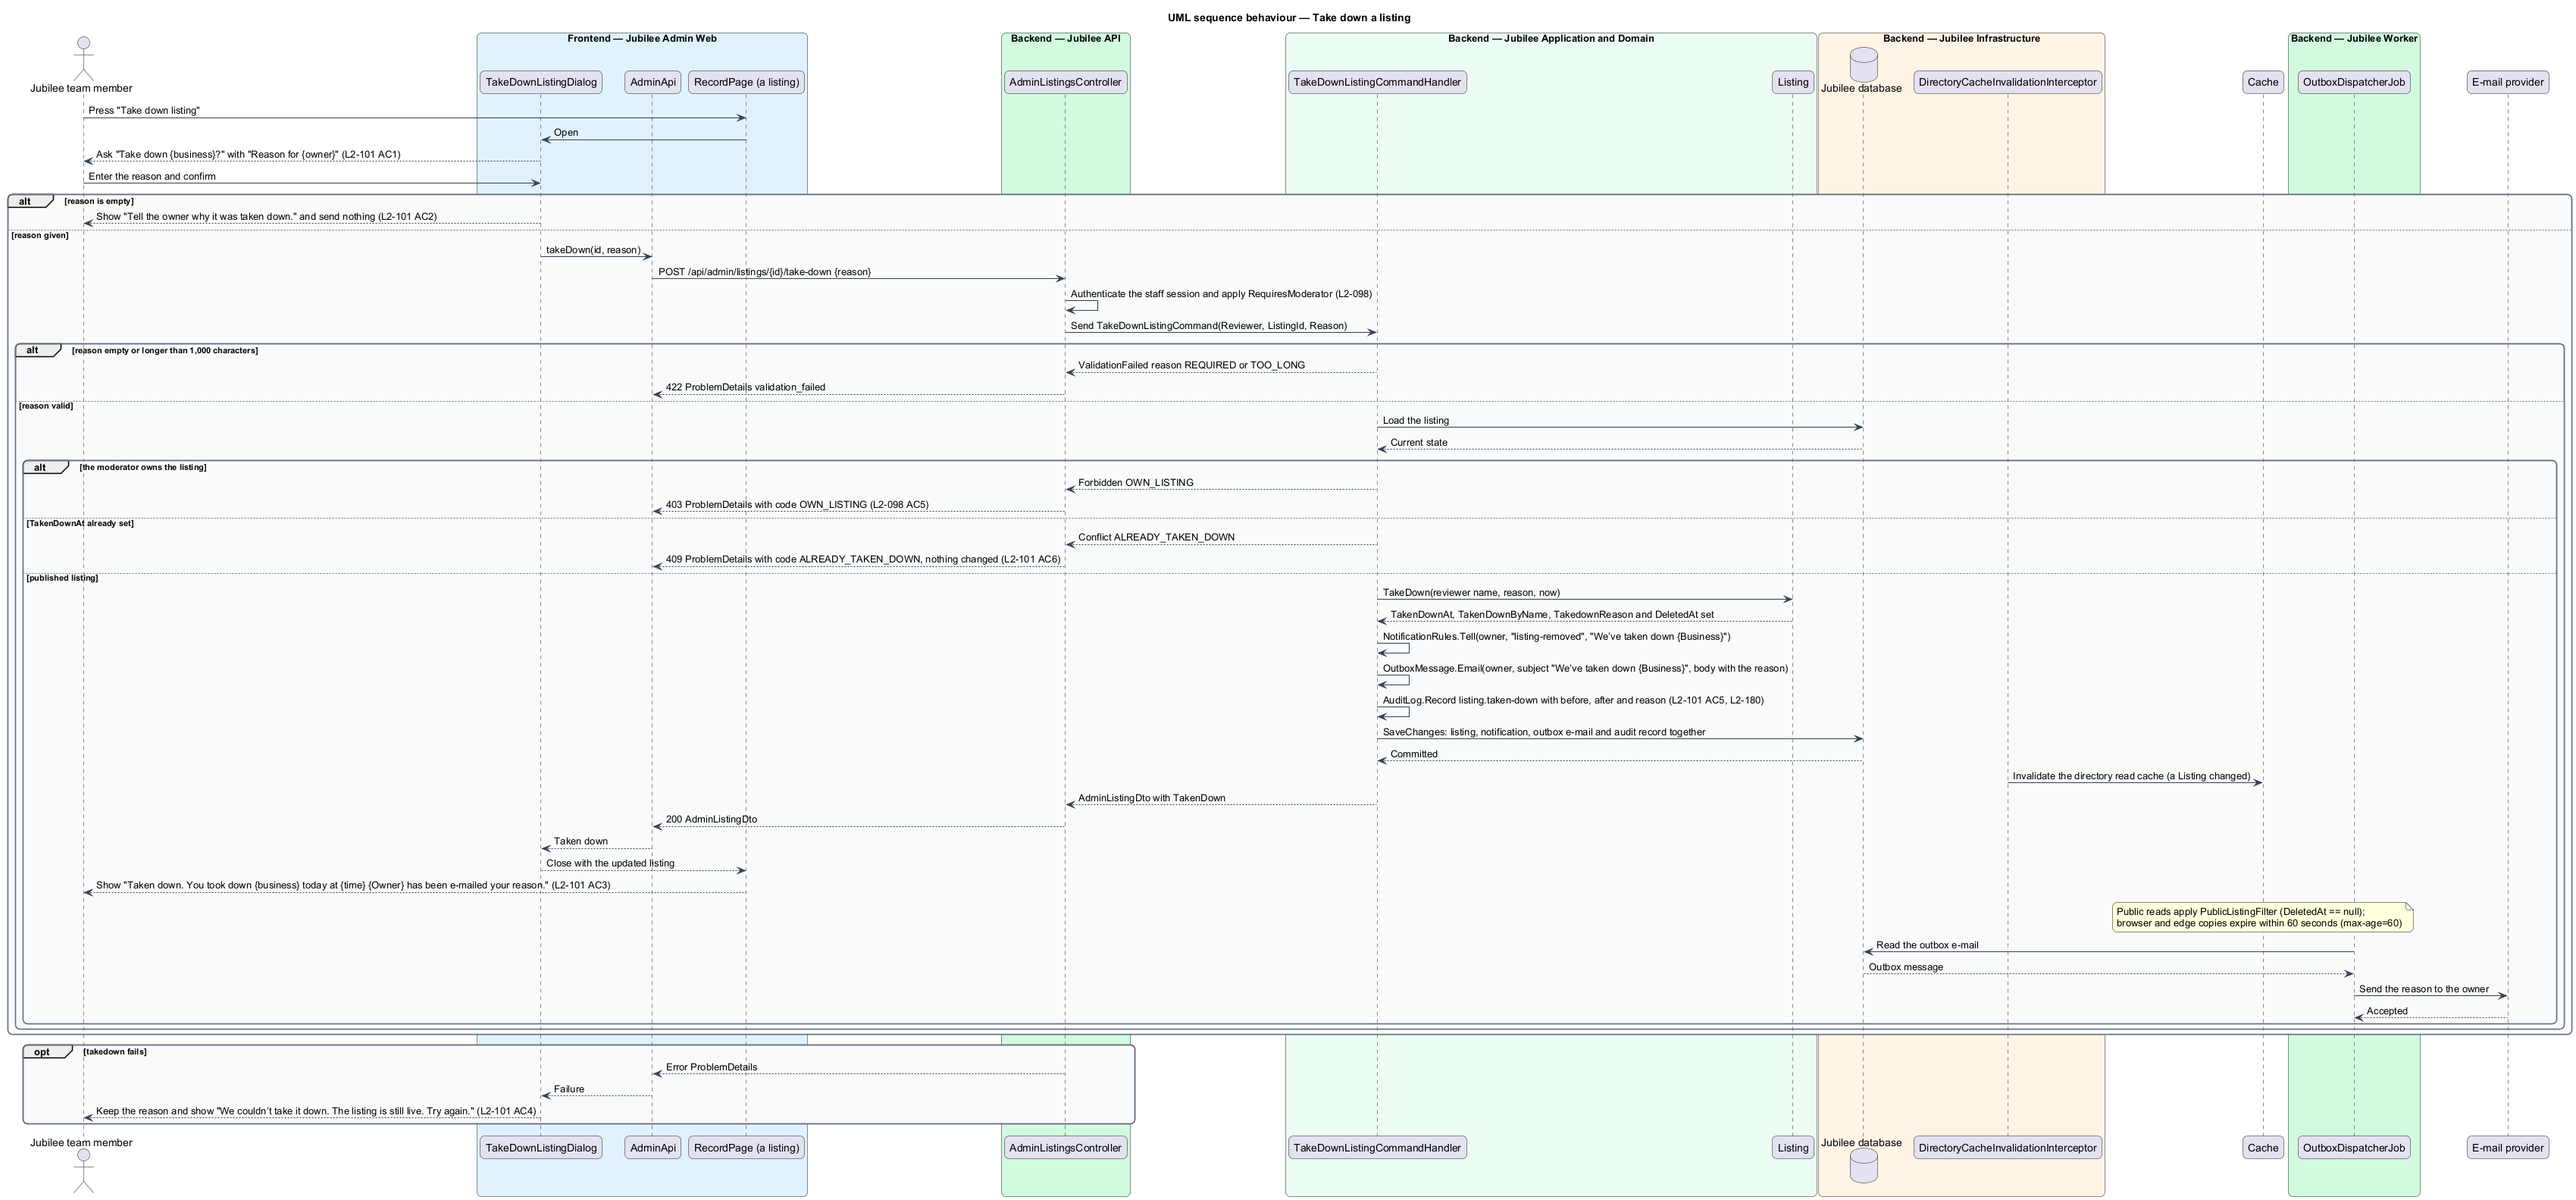 UML sequence behaviour — Take down a listing
Frontend — Jubilee Admin Web
Backend — Jubilee API
Backend — Jubilee Application and Domain
Backend — Jubilee Infrastructure
Backend — Jubilee Worker
Jubilee team member
TakeDownListingDialog
AdminApi
RecordPage (a listing)
AdminListingsController
TakeDownListingCommandHandler
Listing
Jubilee database
DirectoryCacheInvalidationInterceptor
Cache
OutboxDispatcherJob
E-mail provider
Press "Take down listing"
Open
Ask "Take down {business}?" with "Reason for {owner}" (L2-101 AC1)
Enter the reason and confirm
alt [reason is empty]
Show "Tell the owner why it was taken down." and send nothing (L2-101 AC2)
[reason given]
takeDown(id, reason)
POST /api/admin/listings/{id}/take-down {reason}
Authenticate the staff session and apply RequiresModerator (L2-098)
Send TakeDownListingCommand(Reviewer, ListingId, Reason)
alt [reason empty or longer than 1,000 characters]
ValidationFailed reason REQUIRED or TOO_LONG
422 ProblemDetails validation_failed
[reason valid]
Load the listing
Current state
alt [the moderator owns the listing]
Forbidden OWN_LISTING
403 ProblemDetails with code OWN_LISTING (L2-098 AC5)
[TakenDownAt already set]
Conflict ALREADY_TAKEN_DOWN
409 ProblemDetails with code ALREADY_TAKEN_DOWN, nothing changed (L2-101 AC6)
[published listing]
TakeDown(reviewer name, reason, now)
TakenDownAt, TakenDownByName, TakedownReason and DeletedAt set
NotificationRules.Tell(owner, "listing-removed", "We've taken down {Business}")
OutboxMessage.Email(owner, subject "We've taken down {Business}", body with the reason)
AuditLog.Record listing.taken-down with before, after and reason (L2-101 AC5, L2-180)
SaveChanges: listing, notification, outbox e-mail and audit record together
Committed
Invalidate the directory read cache (a Listing changed)
AdminListingDto with TakenDown
200 AdminListingDto
Taken down
Close with the updated listing
Show "Taken down. You took down {business} today at {time} {Owner} has been e-mailed your reason." (L2-101 AC3)
Public reads apply PublicListingFilter (DeletedAt == null);
browser and edge copies expire within 60 seconds (max-age=60)
Read the outbox e-mail
Outbox message
Send the reason to the owner
Accepted
opt [takedown fails]
Error ProblemDetails
Failure
Keep the reason and show "We couldn't take it down. The listing is still live. Try again." (L2-101 AC4)
Jubilee team member
TakeDownListingDialog
AdminApi
RecordPage (a listing)
AdminListingsController
TakeDownListingCommandHandler
Listing
Jubilee database
DirectoryCacheInvalidationInterceptor
Cache
OutboxDispatcherJob
E-mail provider